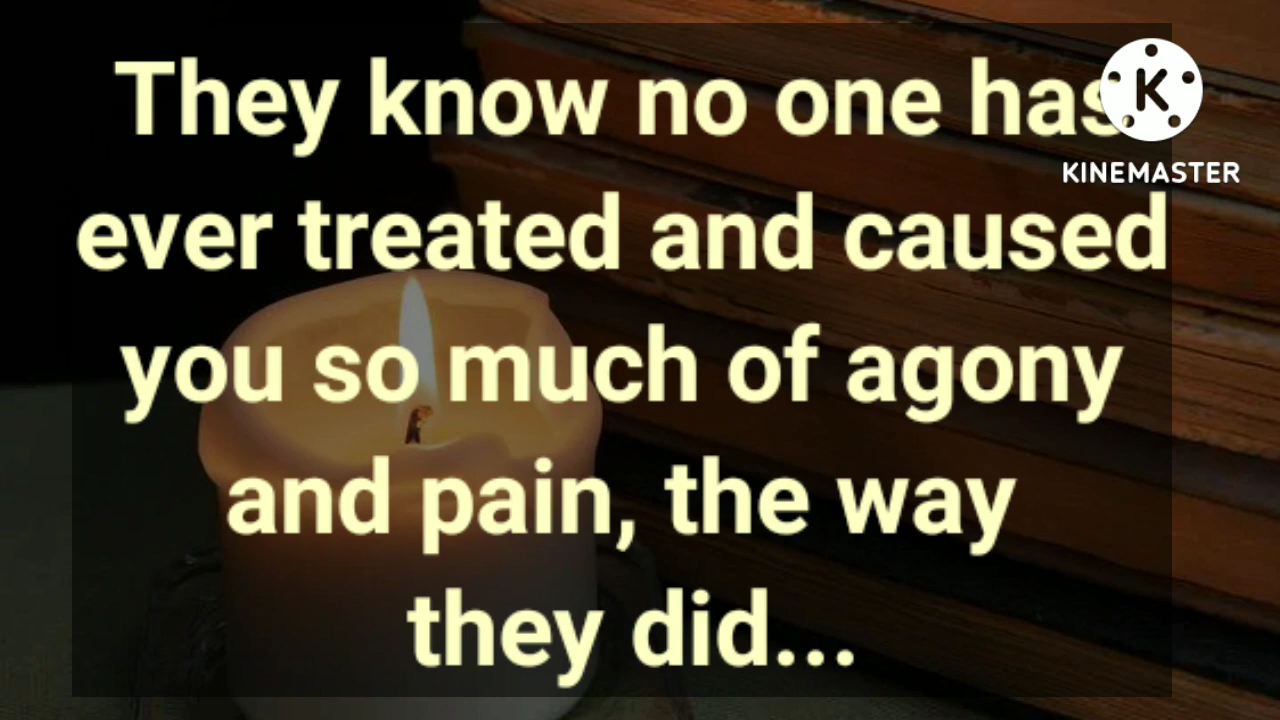 They know no one has
K
KINEMASTER
ever treated and caused
you so much of agony
and pain, the way
they did...